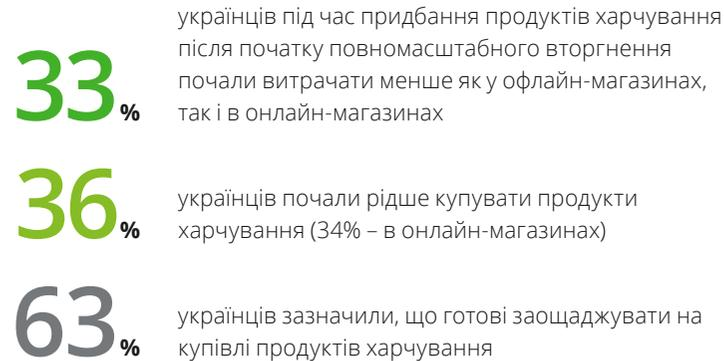 українців під час придбання продуктів харчування
після початку повномасштабного вторгнення
почали витрачати менше як у офлайн-магазинах,
33%
так і в онлайн-магазинах
українців почали рідше купувати продукти
36%
харчування (34% – в онлайн-магазинах)
українців зазначили, що готові заощаджувати на
63%
купівлі продуктів харчування